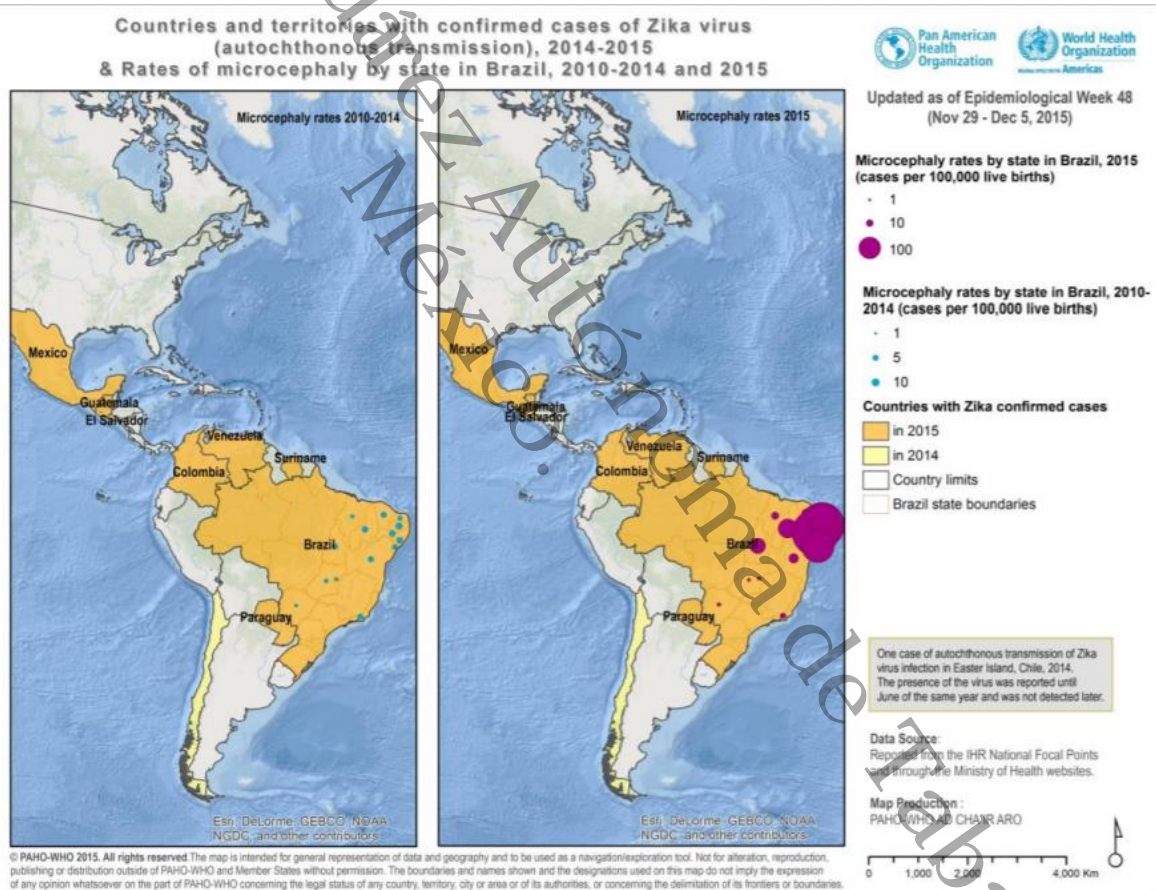 Countries and territories with confirmed cases of Zika virus
(autochthonous transmission), 2014-2015
& Rates of microcephaly by state in Brazil, 2010-2014 and 2015
Pan American
Health
Organization
World Health
Organization
Americas
Updated as of Epidemiological Week 48
(Nov 29 - Dec 5, 2015)
Microcephaly rates 2010-2014
Mexico
Guatemala
El Salvador
Venezuela
Suriname
Colombia
Brazil
Paraguay
Esri, DeLorme, GEBCO, NOAA
NGDC, and other contributors
Microcephaly rates 2015
Mexico
Guatemala
El Salvador
Venezuela
Suriname
Colombia
Brazil
Paraguay
Esri, DeLorme, GEBCO, NOAA
NGDC, and other contributors
Microcephaly rates by state in Brazil, 2015
(cases per 100,000 live births)
1
10
100
Microcephaly rates by state in Brazil, 2010-
2014 (cases per 100,000 live births)
1
5
10
Countries with Zika confirmed cases
in 2015
in 2014
Country limits
Brazil state boundaries
One case of autochthonous transmission of Zika
virus infection in Easter Island, Chile, 2014.
The presence of the virus was reported until
June of the same year and was not detected later.
Data Source:
Reported from the IHR National Focal Points
and through the Ministry of Health websites.
Map Production :
PAHO-WHO AD CHA/IR ARO
0 1,000 2,000 4,000 Km
© PAHO-WHO 2015. All rights reserved.The map is intended for general representation of data and geography and to be used as a navigation/exploration tool. Not for alteration, reproduction,
publishing or distribution outside of PAHO-WHO and Member States without permission. The boundaries and names shown and the designations used on this map do not imply the expression
of any opinion whatsoever on the part of PAHO-WHO concerning the legal status of any country, territory, city or area or of its authorities, or concerning the delimitation of its frontiers or boundaries.
Juárez Autónoma de Tab
México.